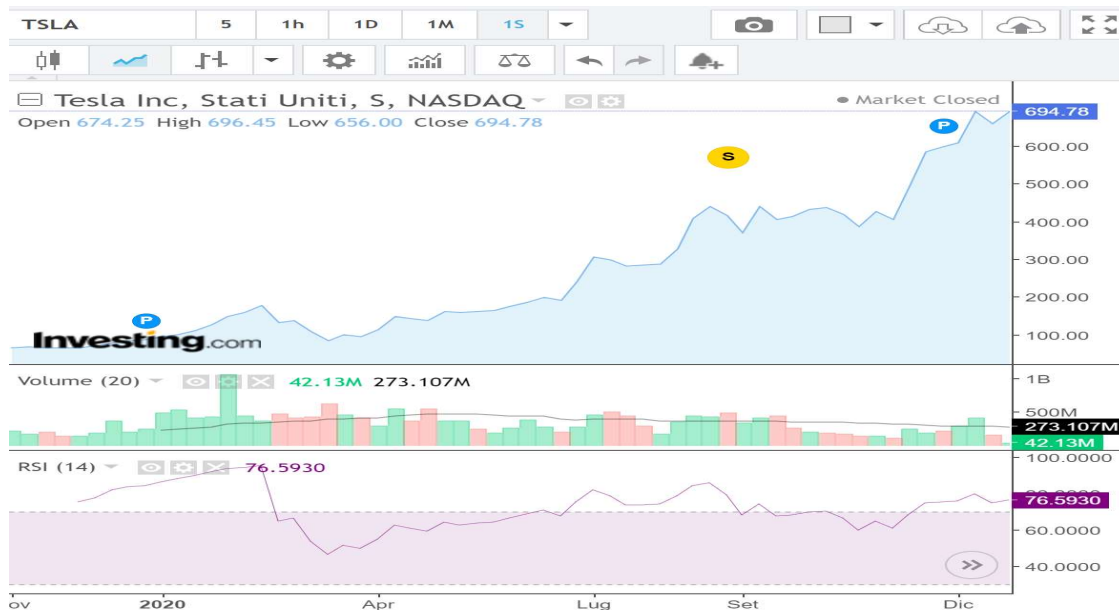 TSLA 5 1h 1D 1M 1S
Tesla Inc, Stati Uniti, S, NASDAQ
Market Closed
Open 674.25 High 696.45 Low 656.00 Close 694.78
694.78
P
S
600.00
500.00
400.00
300.00
200.00
P
100.00
Investing.com
Volume (20) 42.13M 273.107M
1B
500M
273.107M
42.13M
RSI (14) 76.5930
100.0000
76.5930
60.0000
40.0000
ov 2020 Apr Lug Set Dic